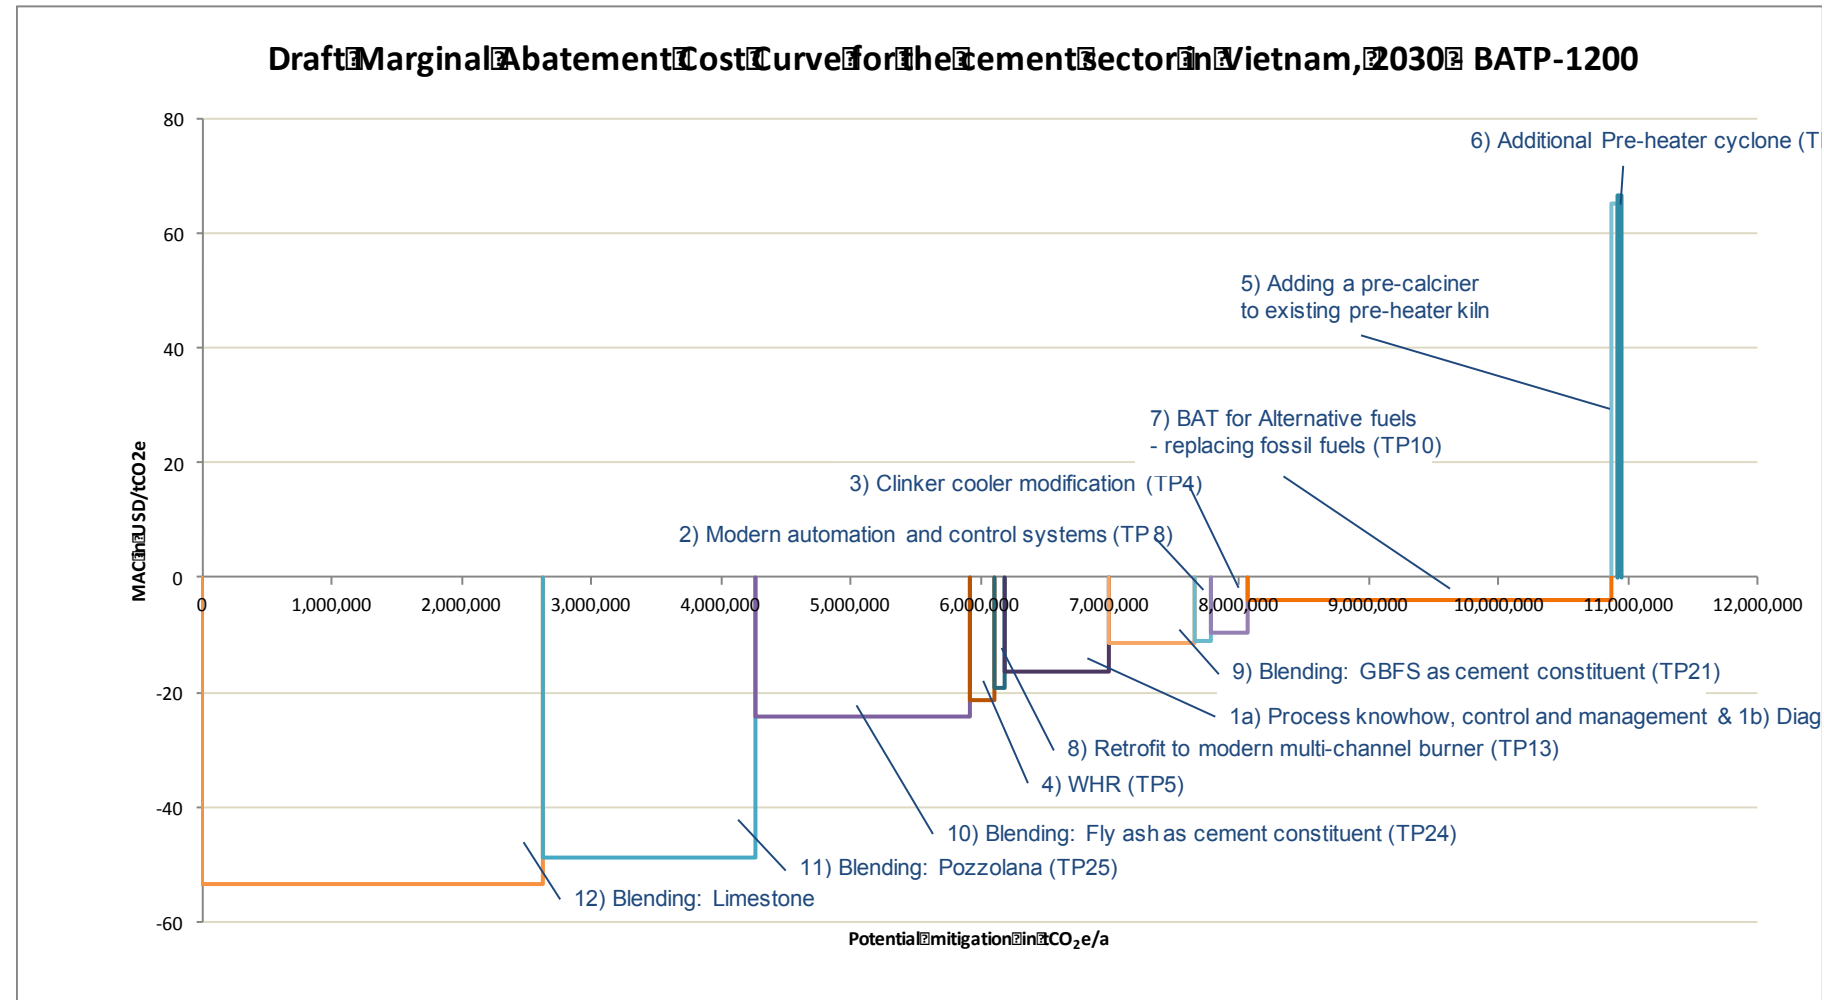 Draft Marginal Abatement Cost Curve for the cement sector in Vietnam, 2030 - BATP-1200
80
6) Additional Pre-heater cyclone (T
60
5) Adding a pre-calciner
to existing pre-heater kiln
40
7) BAT for Alternative fuels
- replacing fossil fuels (TP10)
20
3) Clinker cooler modification (TP4)
2) Modern automation and control systems (TP 8)
MAC in USD/tCO2e
0
0 1,000,000 2,000,000 3,000,000 4,000,000 5,000,000 6,000,000 7,000,000 8,000,000 9,000,000 10,000,000 11,000,000 12,000,000
9) Blending: GBFS as cement constituent (TP21)
-20
1a) Process knowhow, control and management & 1b) Diag
8) Retrofit to modern multi-channel burner (TP13)
4) WHR (TP5)
-40
10) Blending: Fly ash as cement constituent (TP24)
11) Blending: Pozzolana (TP25)
12) Blending: Limestone
-60
Potential mitigation in tCO2e/a